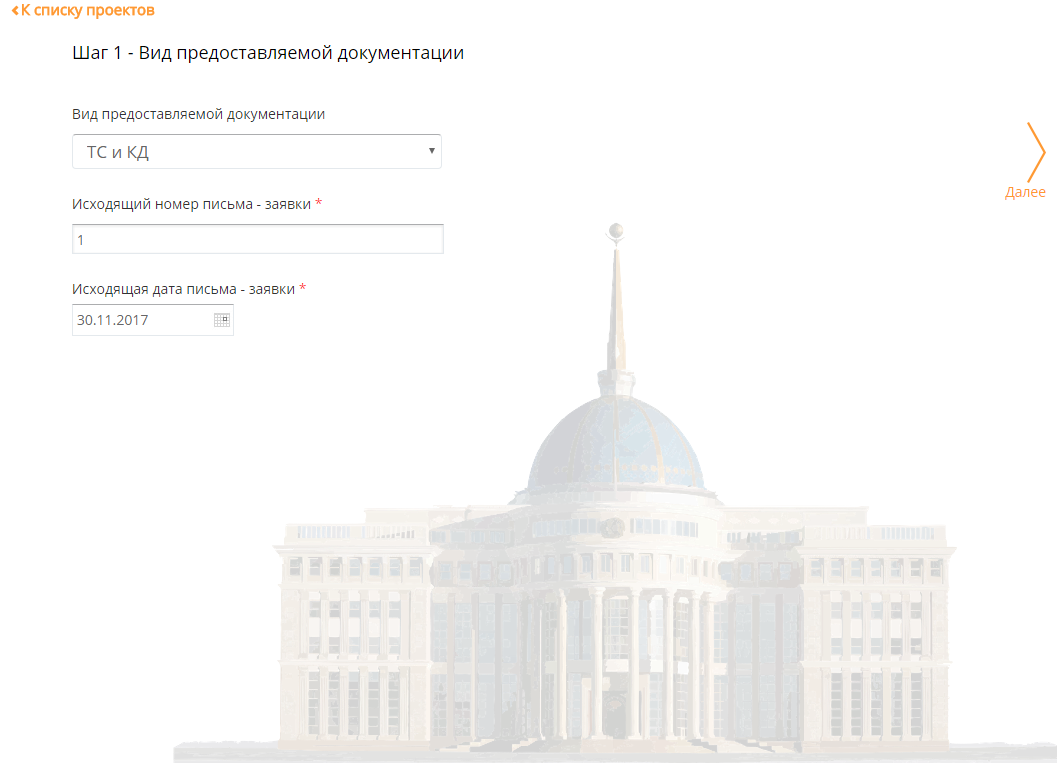 К списку проектов
Шаг 1 - Вид предоставляемой документации
Вид предоставляемой документации
ТС и КД
Далее
Исходящий номер письма - заявки *
1
Исходящая дата письма - заявки *
30.11.2017